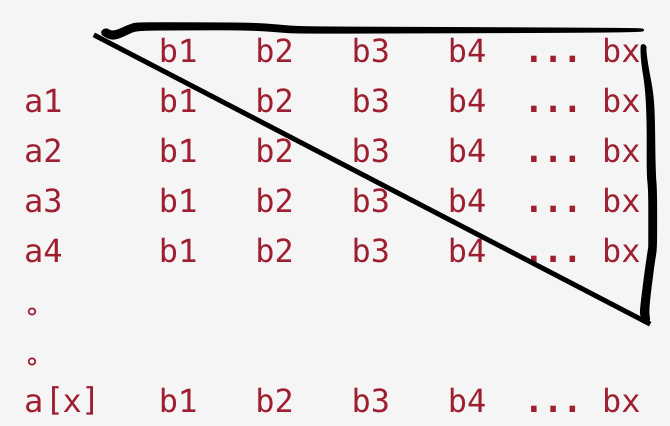 b1 b2 b3 b4 ... bx
a1 b1 b2 b3 b4 ... bx
a2 b1 b2 b3 b4 ... bx
a3 b1 b2 b3 b4 ... bx
a4 b1 b2 b3 b4 ... bx
。
。
a[x] b1 b2 b3 b4 ... bx